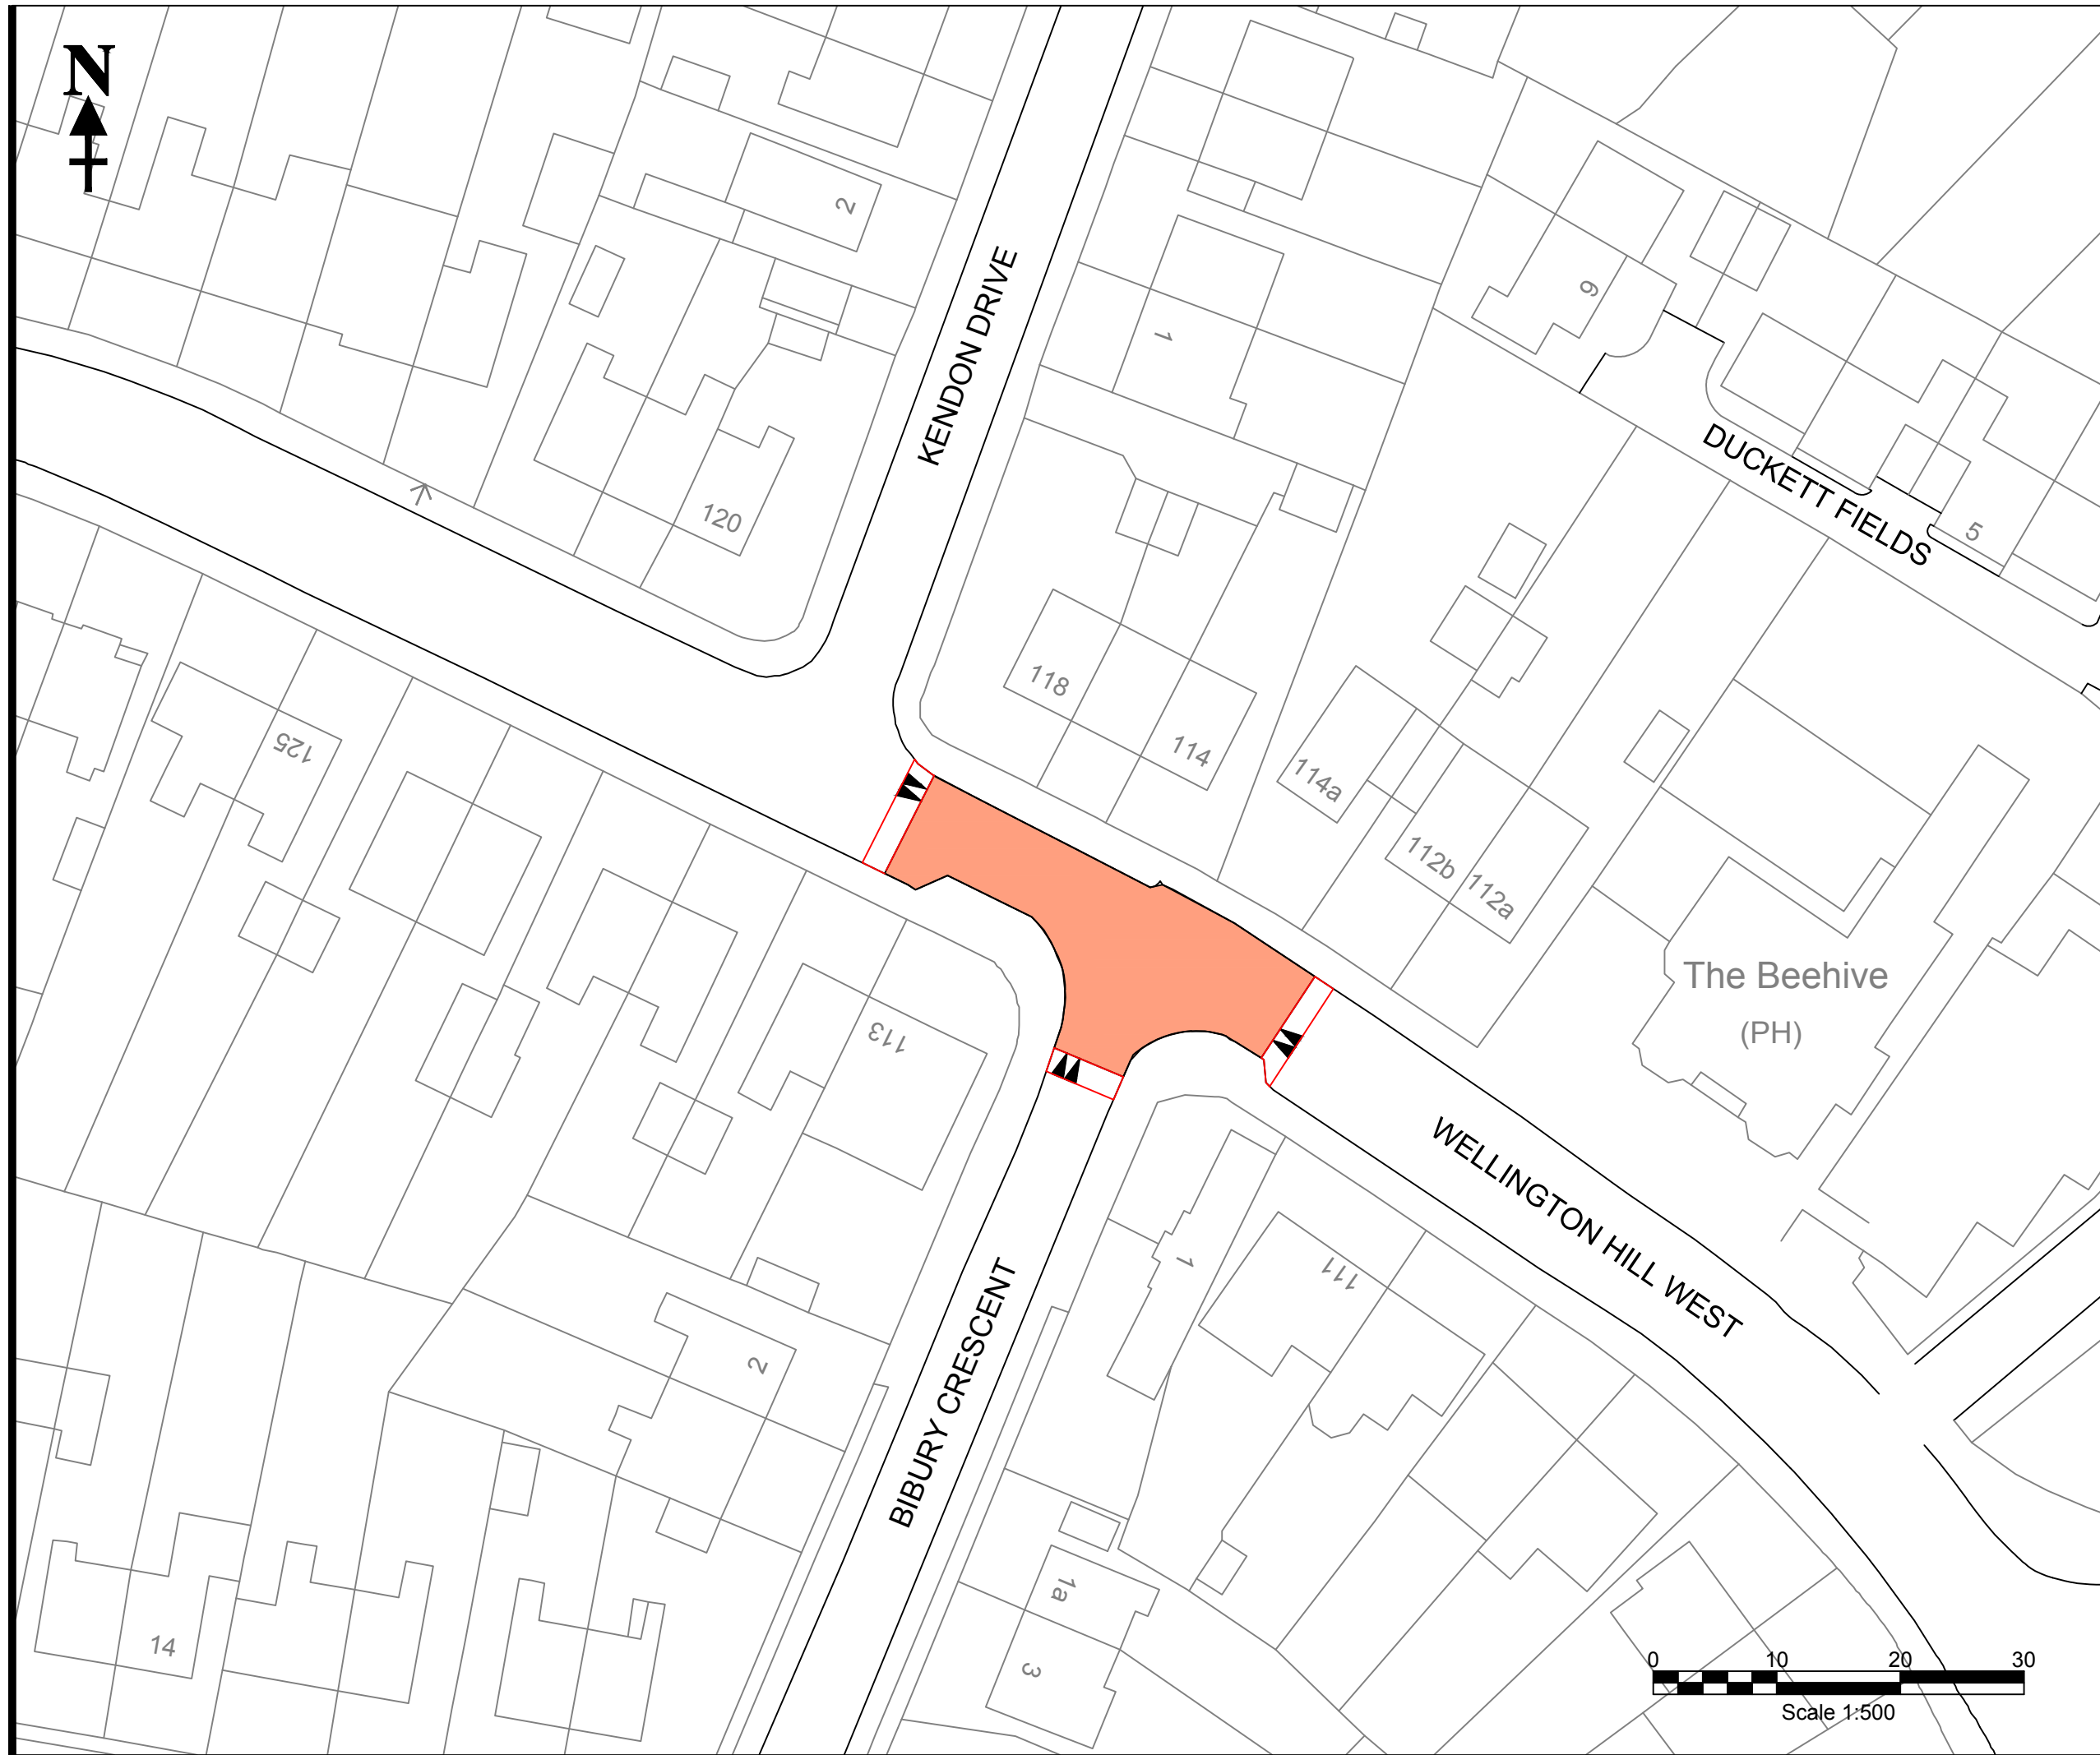 N
2
KENDON DRIVE
1
6
DUCKETT FIELDS
5
120
118
114
114a
112b
112a
125
The Beehive
(PH)
113
WELLINGTON HILL WEST
1
111
BIBURY CRESCENT
2
1a
3
14
0 10 20 30
Scale 1:500